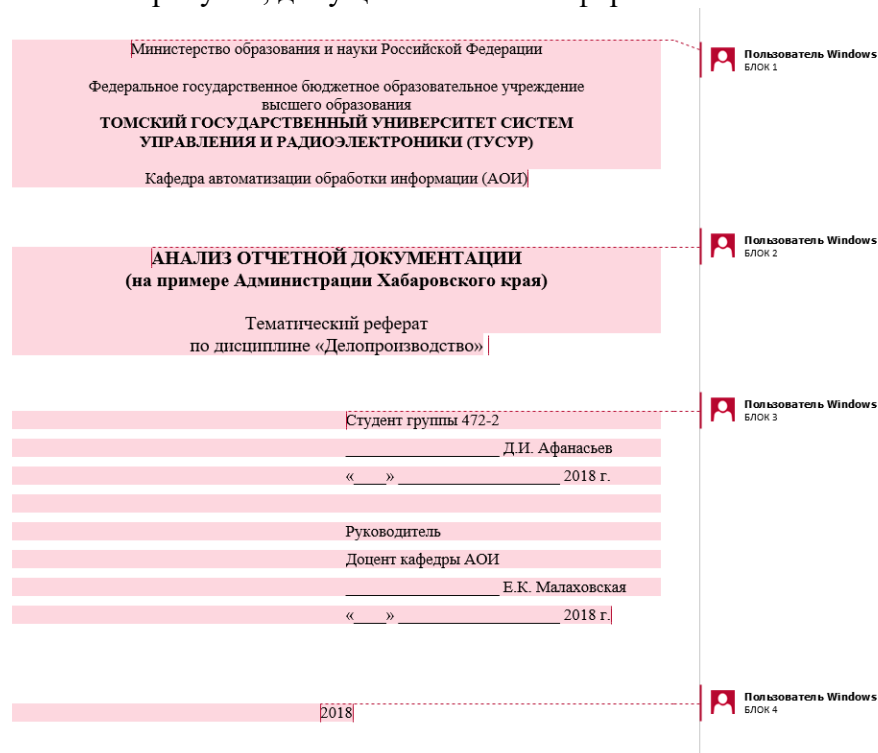 Министерство образования и науки Российской Федерации
Пользователь Windows
БЛОК 1
Федеральное государственное бюджетное образовательное учреждение
высшего образования
ТОМСКИЙ ГОСУДАРСТВЕННЫЙ УНИВЕРСИТЕТ СИСТЕМ
УПРАВЛЕНИЯ И РАДИОЭЛЕКТРОНИКИ (ТУСУР)
Кафедра автоматизации обработки информации (АОИ)
Пользователь Windows
БЛОК 2
АНАЛИЗ ОТЧЕТНОЙ ДОКУМЕНТАЦИИ
(на примере Администрации Хабаровского края)
Тематический реферат
по дисциплине «Делопроизводство»
Пользователь Windows
БЛОК 3
Студент группы 472-2
___________________ Д.И. Афанасьев
«____» ____________________ 2018 г.
Руководитель
Доцент кафедры АОИ
___________________ Е.К. Малаховская
«____» ____________________ 2018 г.
Пользователь Windows
БЛОК 4
2018